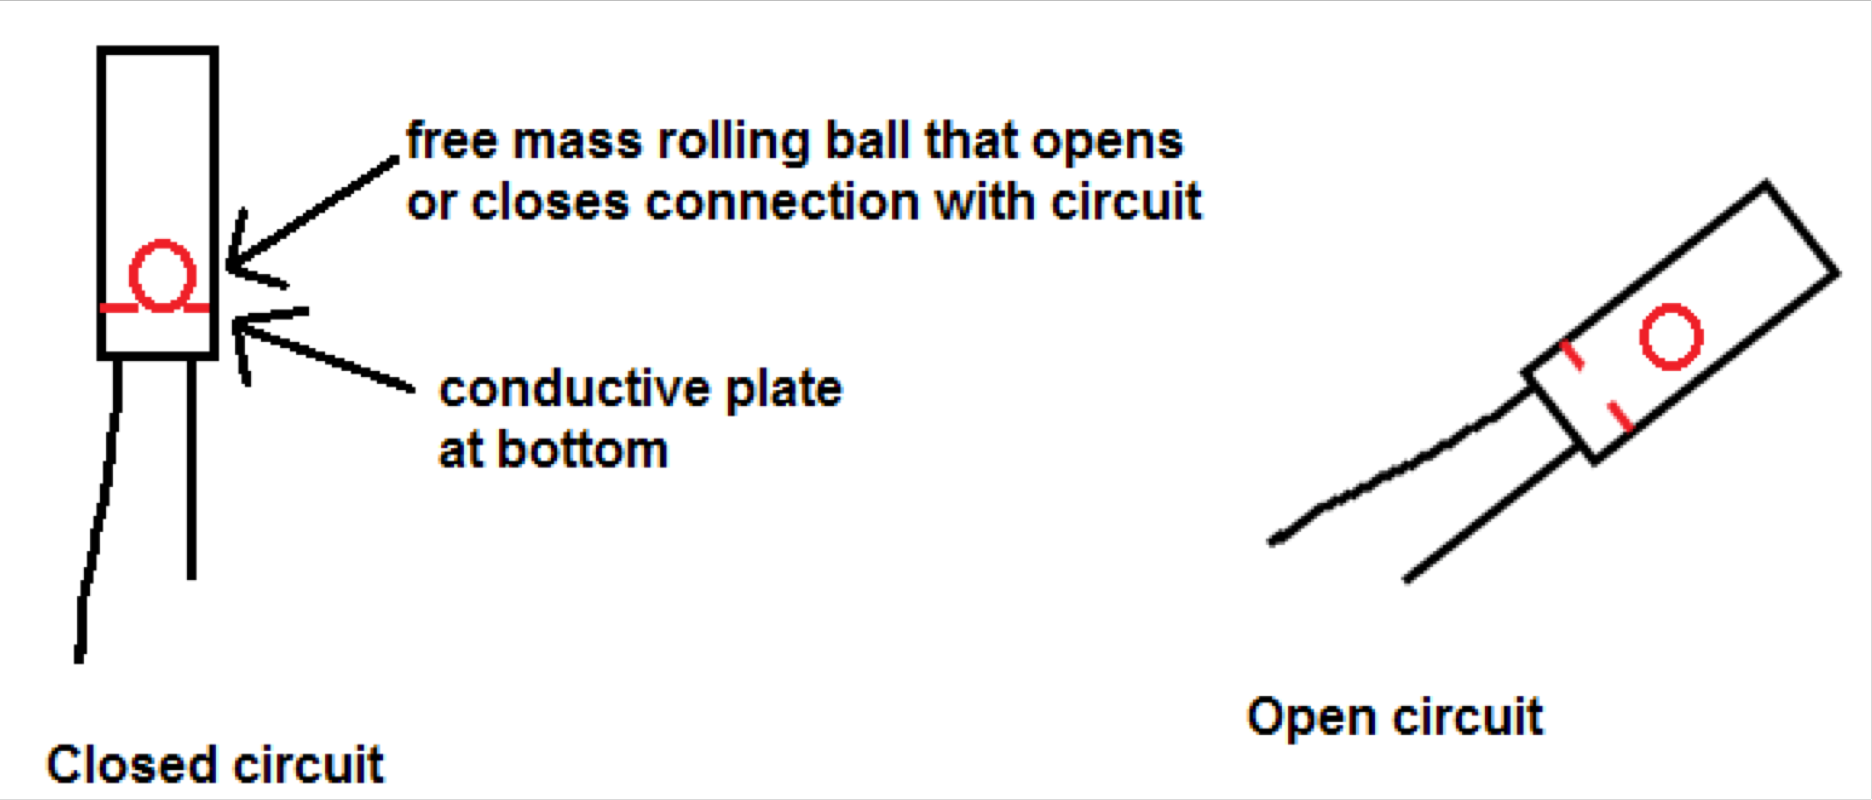 free mass rolling ball that opens
or closes connection with circuit
conductive plate
at bottom
Open circuit
Closed circuit